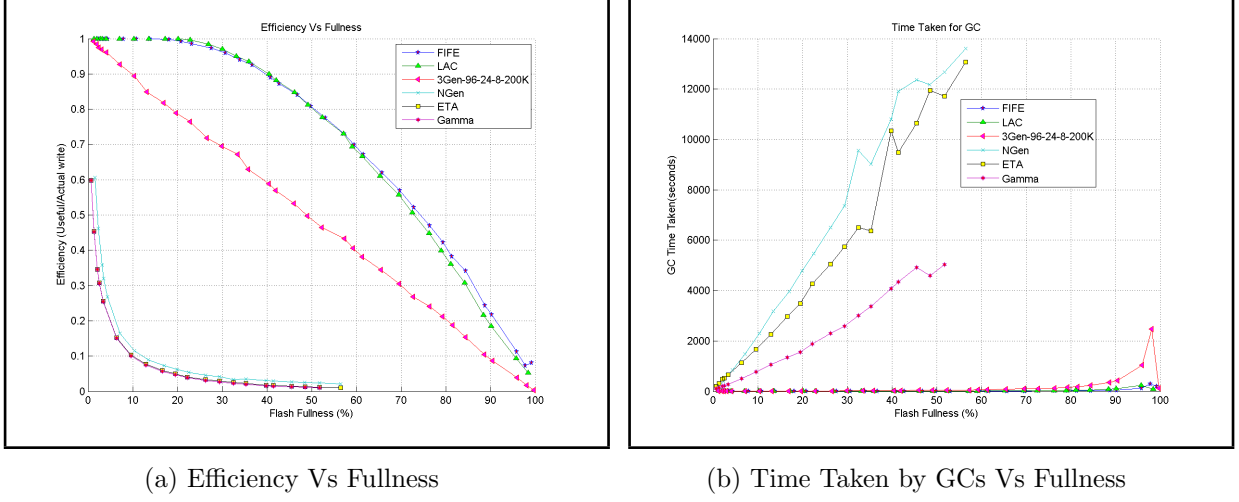 Efficiency Vs Fullness
1
0.9
0.8
0.7
0.6
0.5
0.4
0.3
0.2
0.1
0
Efficiency (Useful/Actual write)
FIFE
LAC
3Gen-96-24-8-200K
NGen
ETA
Gamma
0 10 20 30 40 50 60 70 80 90 100
Flash Fullness (%)
(a) Efficiency Vs Fullness
Time Taken for GC
14000
12000
10000
8000
6000
4000
2000
0
GC Time Taken(seconds)
FIFE
LAC
3Gen-96-24-8-200K
NGen
ETA
Gamma
0 10 20 30 40 50 60 70 80 90 100
Flash Fullness (%)
(b) Time Taken by GCs Vs Fullness